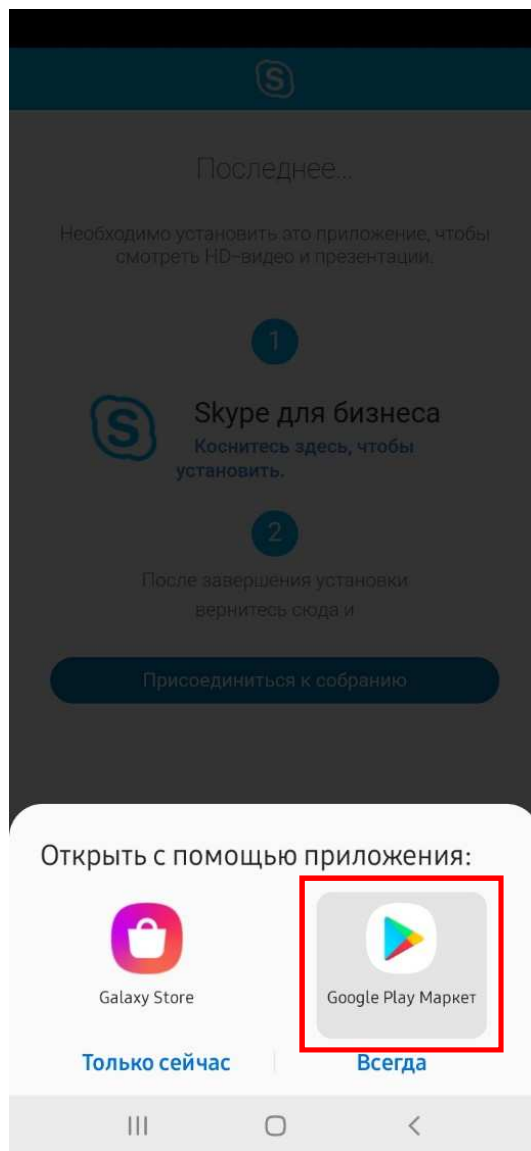 Последнее...
Необходимо установить это приложение, чтобы
смотреть HD-видео и презентации.
1
Skype для бизнеса
Коснитесь здесь, чтобы
установить.
2
После завершения установки
вернитесь сюда и
Присоединиться к собранию
Открыть с помощью приложения:
Galaxy Store
Google Play Маркет
Только сейчас
Всегда